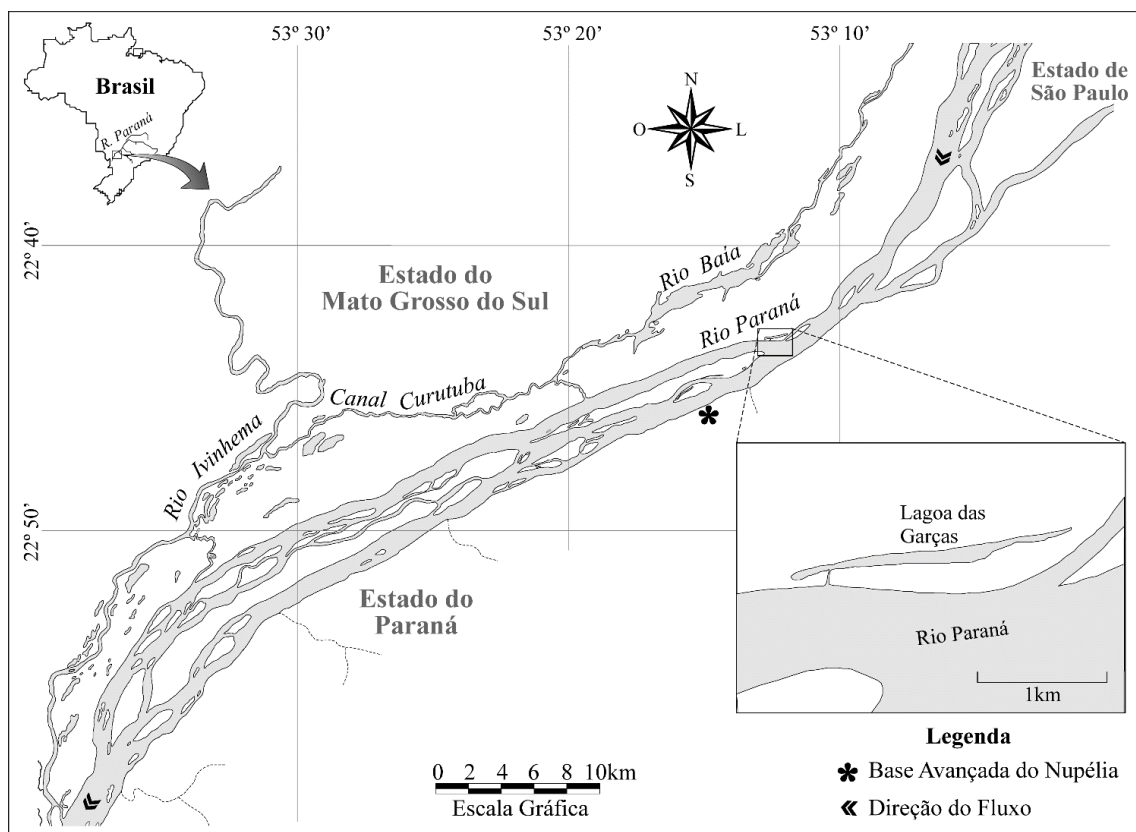 53º 30'
53º 20'
53º 10'
Brasil
R. Paraná
N
O
L
S
Estado de
São Paulo
22º 40'
Estado do
Mato Grosso do Sul
Rio Baía
Rio Paraná
Canal Curutuba
Rio Ivinhema
22º 50'
Estado do
Paraná
Lagoa das
Garças
Rio Paraná
1km
0 2 4 6 8 10km
Escala Gráfica
Legenda
Base Avançada do Nupélia
Direção do Fluxo